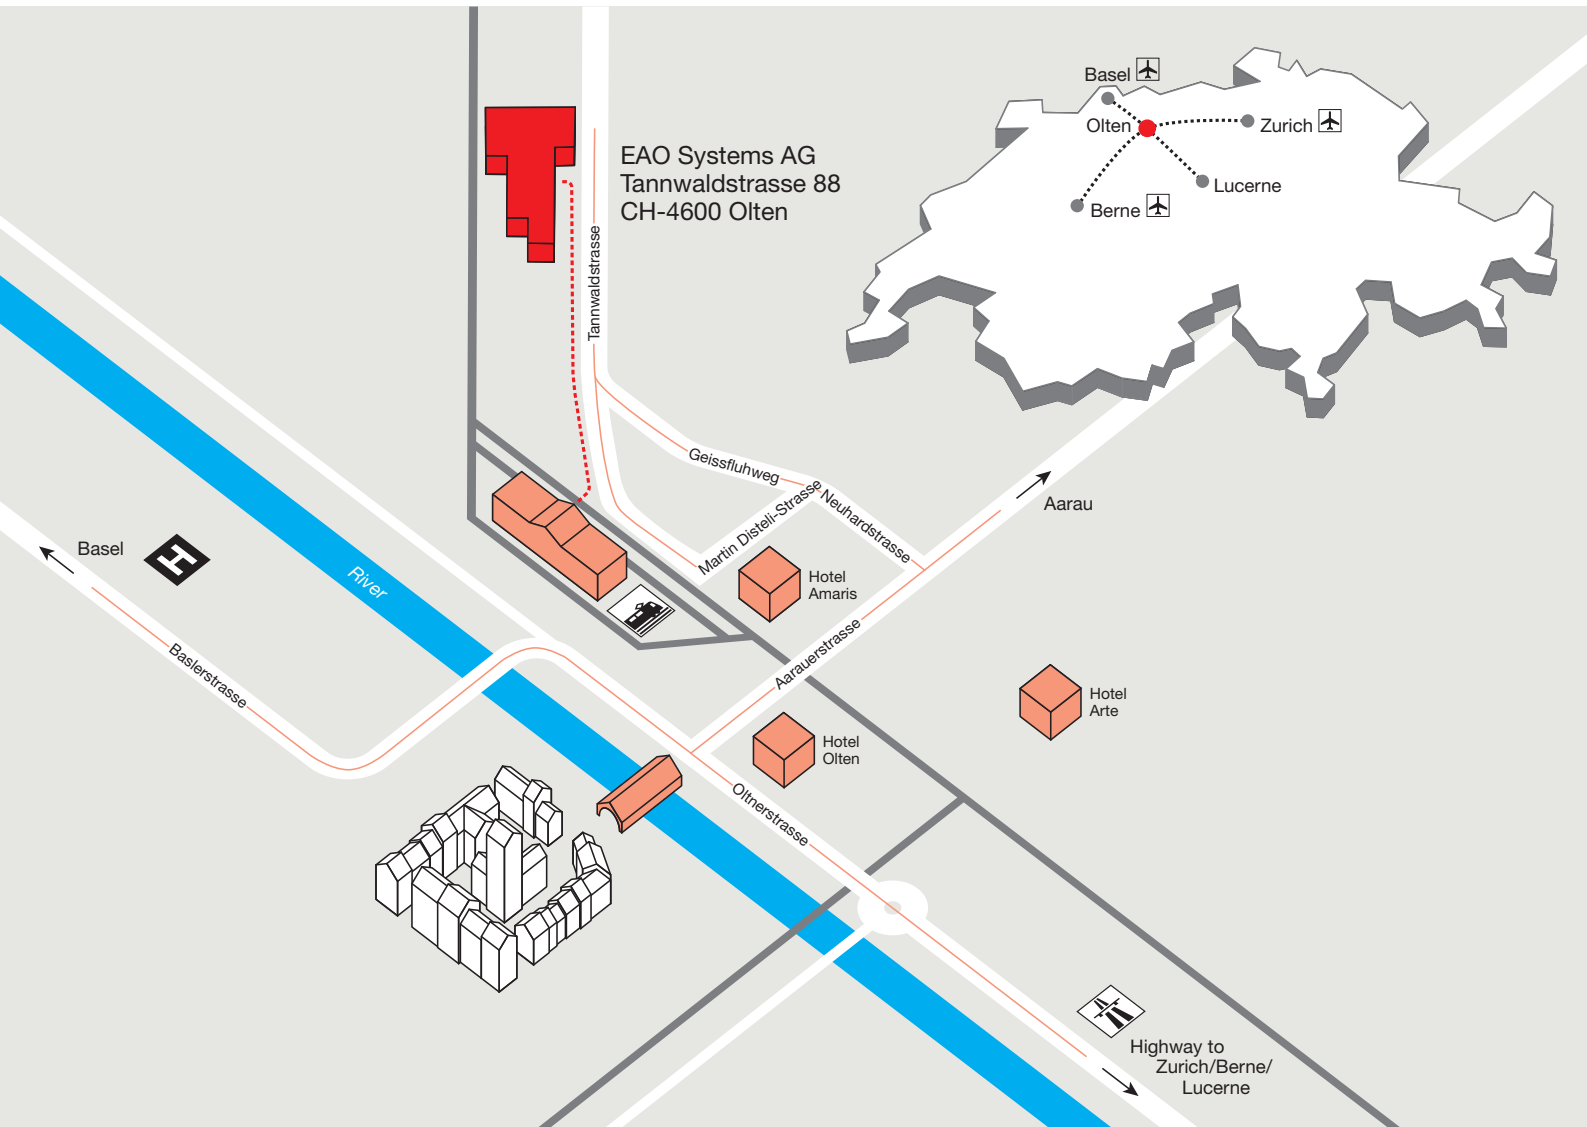 Basel
Olten
Zurich
Lucerne
Berne
EAO Systems AG
Tannwaldstrasse 88
CH-4600 Olten
Tannwaldstrasse
Geissfluhweg
Martin Disteli-Strasse
Neuhardstrasse
Aarau
Basel
H
River
Hotel
Amaris
Baslerstrasse
Aarauerstrasse
Hotel
Arte
Hotel
Olten
Oltnerstrasse
Highway to
Zurich/Berne/
Lucerne